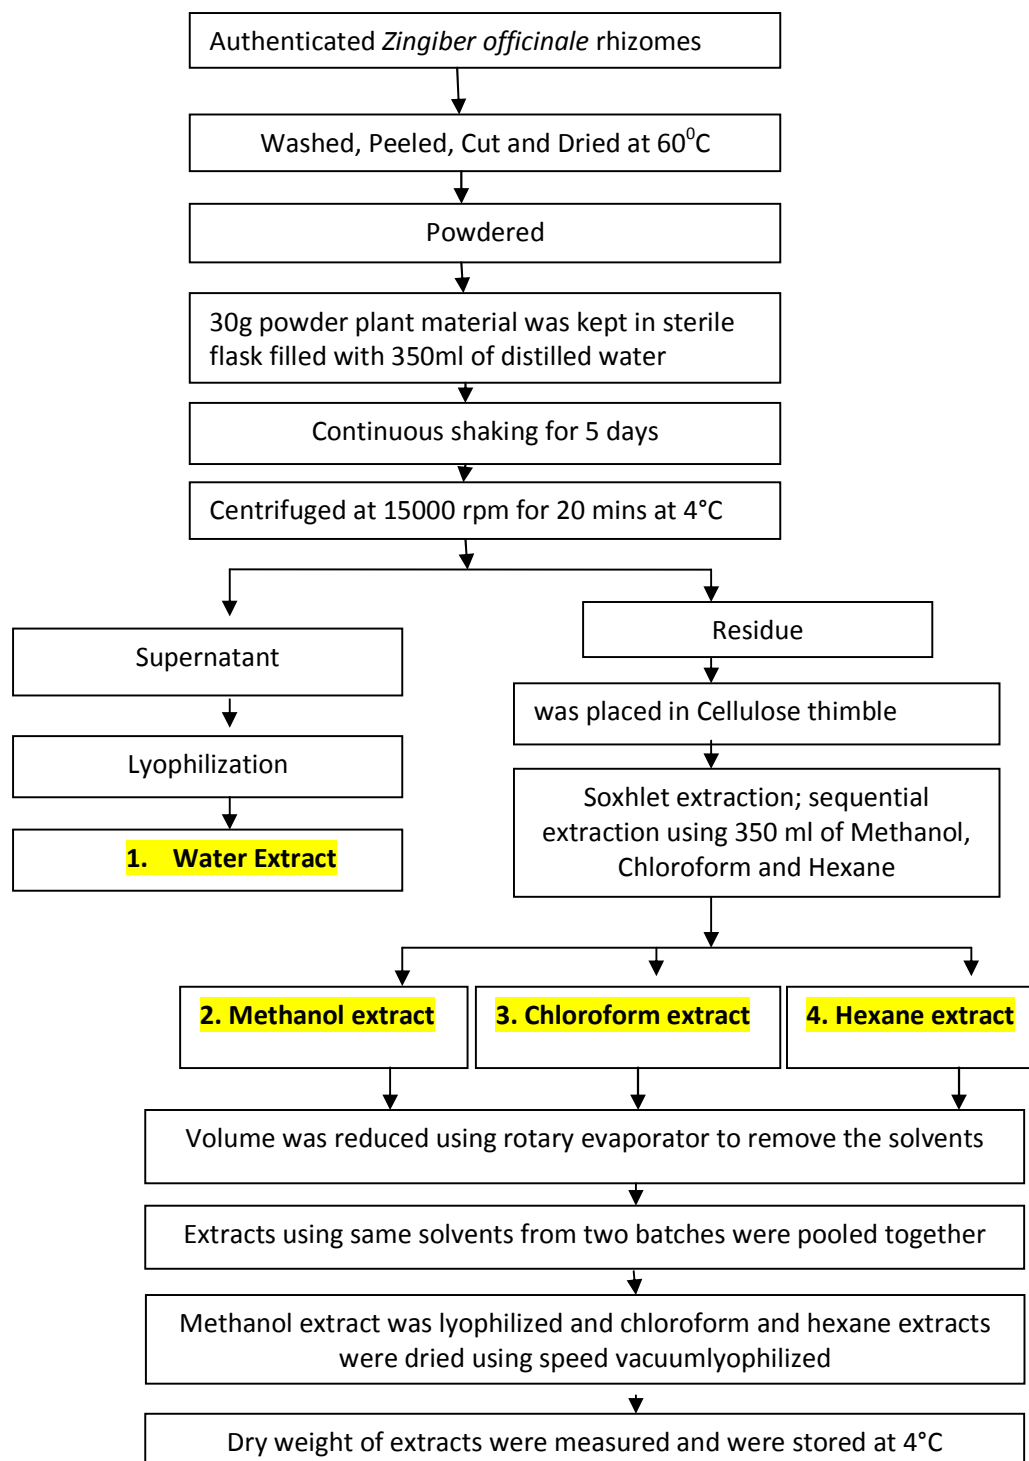 Authenticated Zingiber officinale rhizomes
Washed, Peeled, Cut and Dried at 60⁰C
Powdered
30g powder plant material was kept in sterile
flask filled with 350ml of distilled water
Continuous shaking for 5 days
Centrifuged at 15000 rpm for 20 mins at 4°C
Supernatant
Lyophilization
1. Water Extract
Residue
was placed in Cellulose thimble
Soxhlet extraction; sequential
extraction using 350 ml of Methanol,
Chloroform and Hexane
2. Methanol extract
3. Chloroform extract
4. Hexane extract
Volume was reduced using rotary evaporator to remove the solvents
Extracts using same solvents from two batches were pooled together
Methanol extract was lyophilized and chloroform and hexane extracts
were dried using speed vacuumlyophilized
Dry weight of extracts were measured and were stored at 4°C